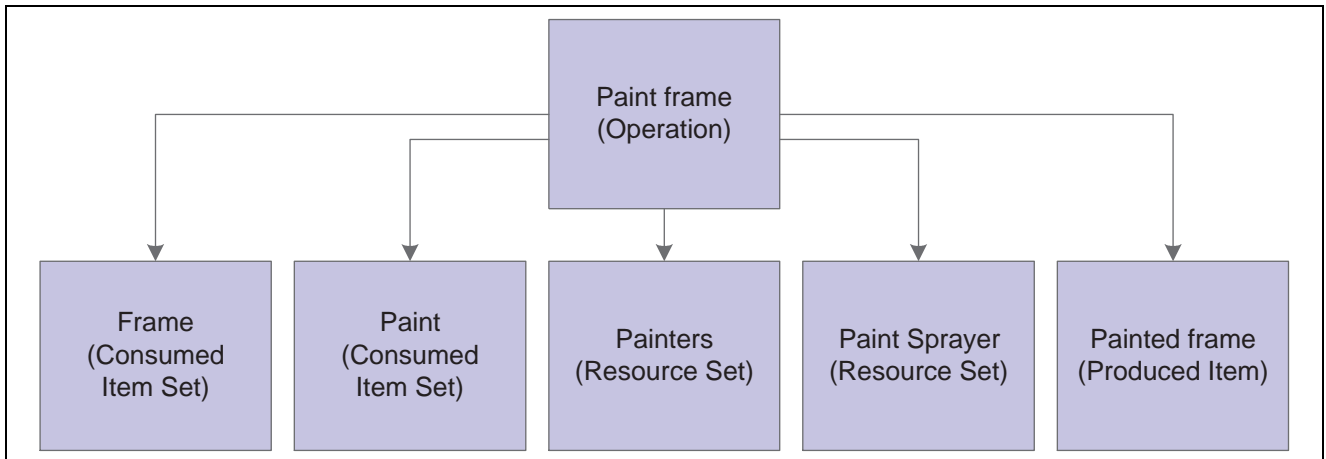 Paint frame
(Operation)
Frame
(Consumed
Item Set)
Paint
(Consumed
Item Set)
Painters
(Resource Set)
Paint Sprayer
(Resource Set)
Painted frame
(Produced Item)